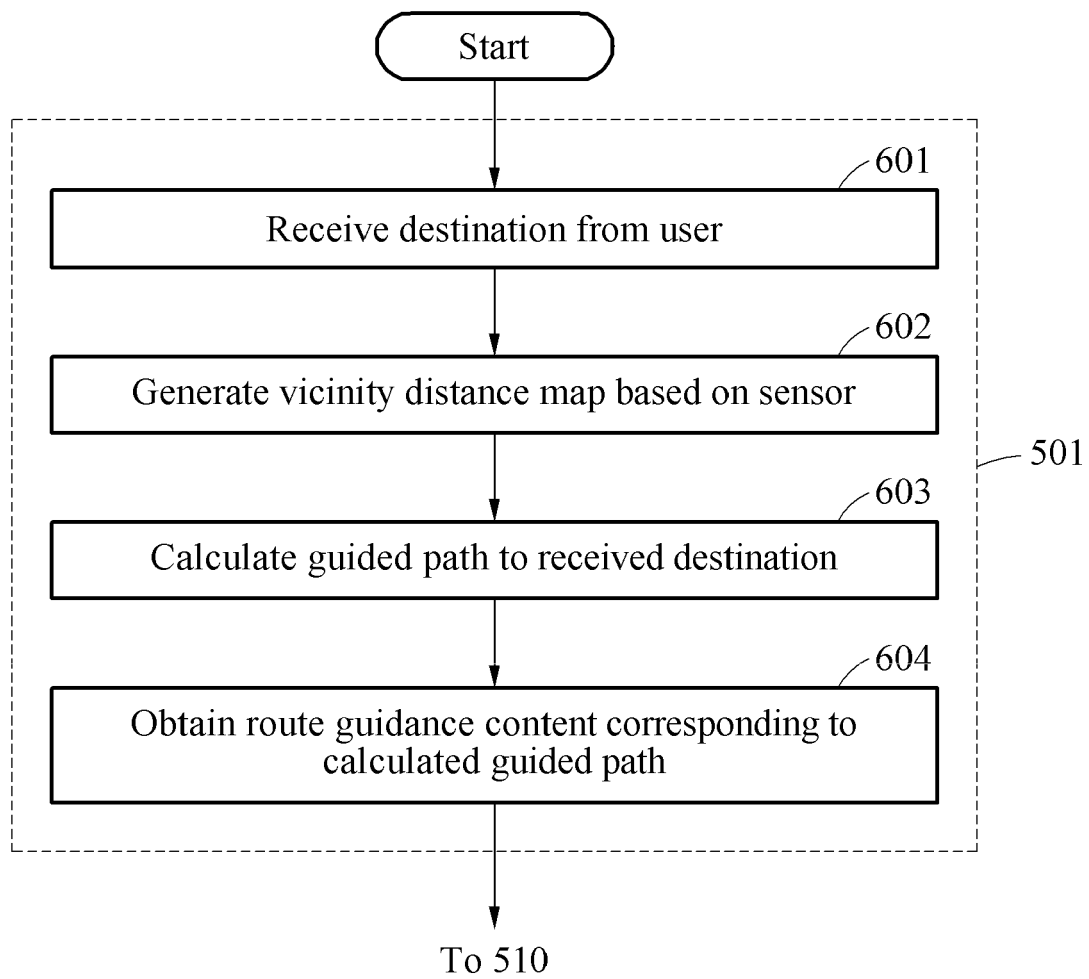 Start
601
Receive destination from user
602
Generate vicinity distance map based on sensor
501
603
Calculate guided path to received destination
604
Obtain route guidance content corresponding to
calculated guided path
To 510